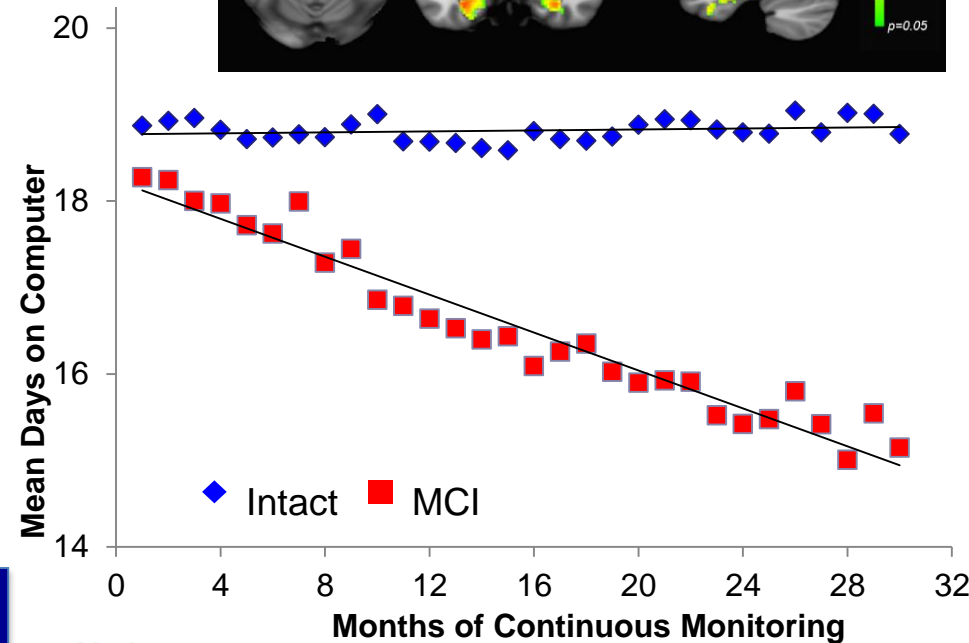 p=0.05
20
18
16
14
Mean Days on Computer
Intact MCI
0 4 8 12 16 20 24 28 32
Months of Continuous Monitoring